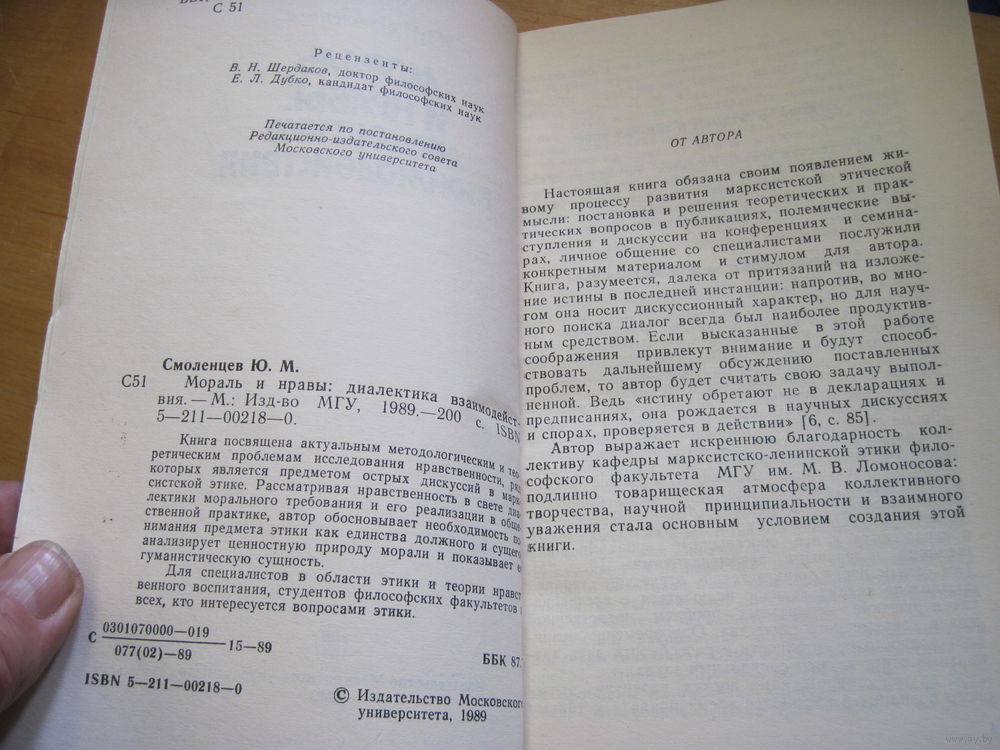 С 51
Рецензенты:
В. Н. Шердаков, доктор философских наук
Е. Л. Дубко, кандидат философских наук
Печатается по постановлению
Редакционно-издательского совета
Московского университета
Смоленцев Ю. М.
С51 Мораль и нравы: диалектика взаимодейст-
вия. — М.: Изд-во МГУ, 1989.—200 с. ISBN
5—211—00218—0.
Книга посвящена актуальным методологическим и
ретическим проблемам исследования нравственности,
которых является предметом острых дискуссий в
систской этике. Рассматривая нравственность в свете
лектики морального требования и его реализации в
ственной практике, автор обосновывает необходимость
нимания предмета этики как единства должного и сущего,
анализирует ценностную природу морали и показывает
гуманистическую сущность.
Для специалистов в области этики и теории
венного воспитания, студентов философских факультетов
всех, кто интересуется вопросами этики.
С 0301070000—019
077(02)—89
15—89
ББК 87.
ISBN 5—211—00218—0
© Издательство Московского
университета, 1989
ОТ АВТОРА
Настоящая книга обязана своим появлением жи-
вому процессу развития марксистской этической
мысли: постановка и решения теоретических и прак-
тических вопросов в публикациях, полемические вы-
ступления и дискуссии на конференциях и семина-
рах, личное общение со специалистами послужили
конкретным материалом и стимулом для автора.
Книга, разумеется, далека от притязаний на изложе-
ние истины в последней инстанции: напротив, во мно-
гом она носит дискуссионный характер, но для науч-
ного поиска диалог всегда был наиболее продуктив-
ным средством. Если высказанные в этой работе
соображения привлекут внимание и будут способ-
ствовать дальнейшему обсуждению поставленных
проблем, то автор будет считать свою задачу выпол-
ненной. Ведь «истину обретают не в декларациях и
предписаниях, она рождается в научных дискуссиях
и спорах, проверяется в действии» [6, с. 85].
Автор выражает искреннюю благодарность кол-
лективу кафедры марксистско-ленинской этики фило-
софского факультета МГУ им. М. В. Ломоносова:
подлинно товарищеская атмосфера коллективного
творчества, научной принципиальности и взаимного
уважения стала основным условием создания этой
книги.
www.ay.by